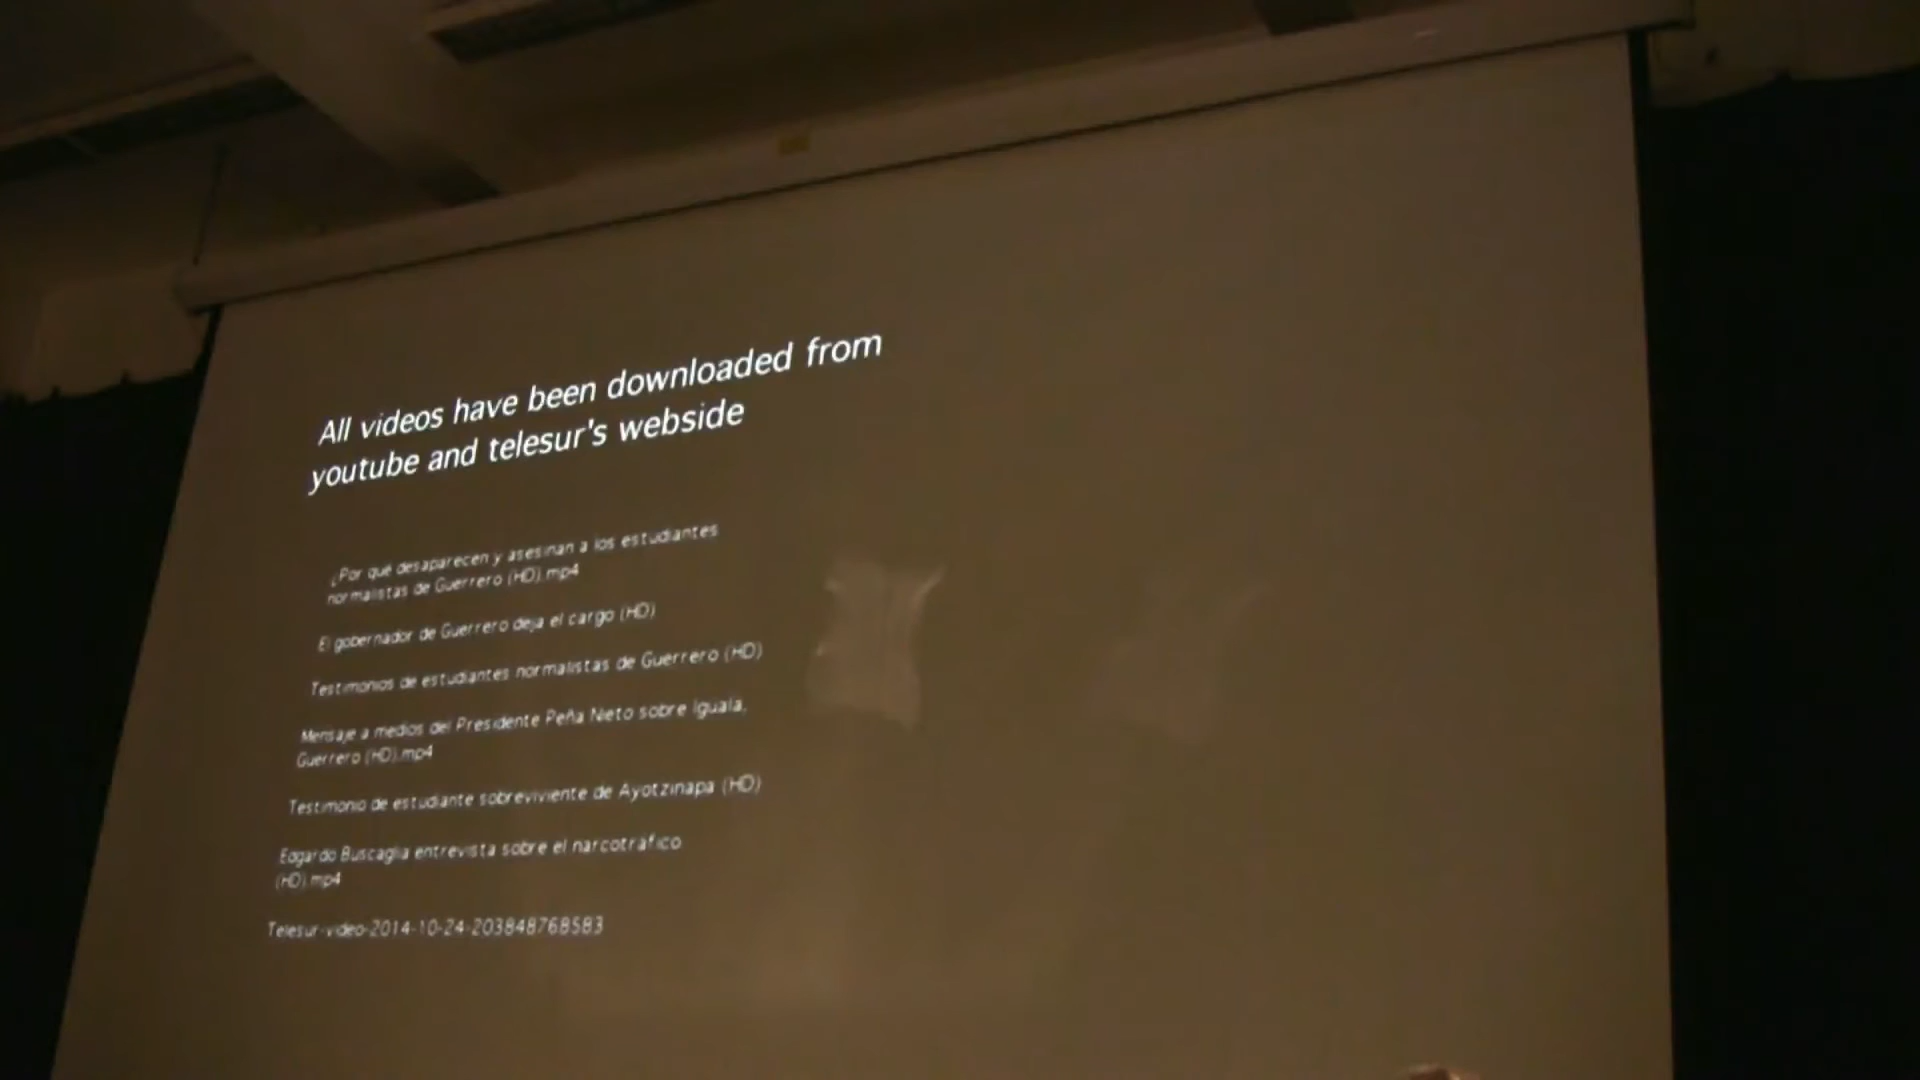 All videos have been downloaded from
youtube and telesur's webside
¿Por qué desaparecen y asesinan a los estudiantes
normalistas de Guerrero (HD).mp4
El gobernador de Guerrero deja el cargo (HD)
Testimonios de estudiantes normalistas de Guerrero (HD)
Mensaje a medios del Presidente Peña Nieto sobre Iguala,
Guerrero (HD).mp4
Testimonio de estudiante sobreviviente de Ayotzinapa (HD)
Edgardo Buscaglia entrevista sobre el narcotráfico
(HD).mp4
Telesur-video-2014-10-24-203848768583